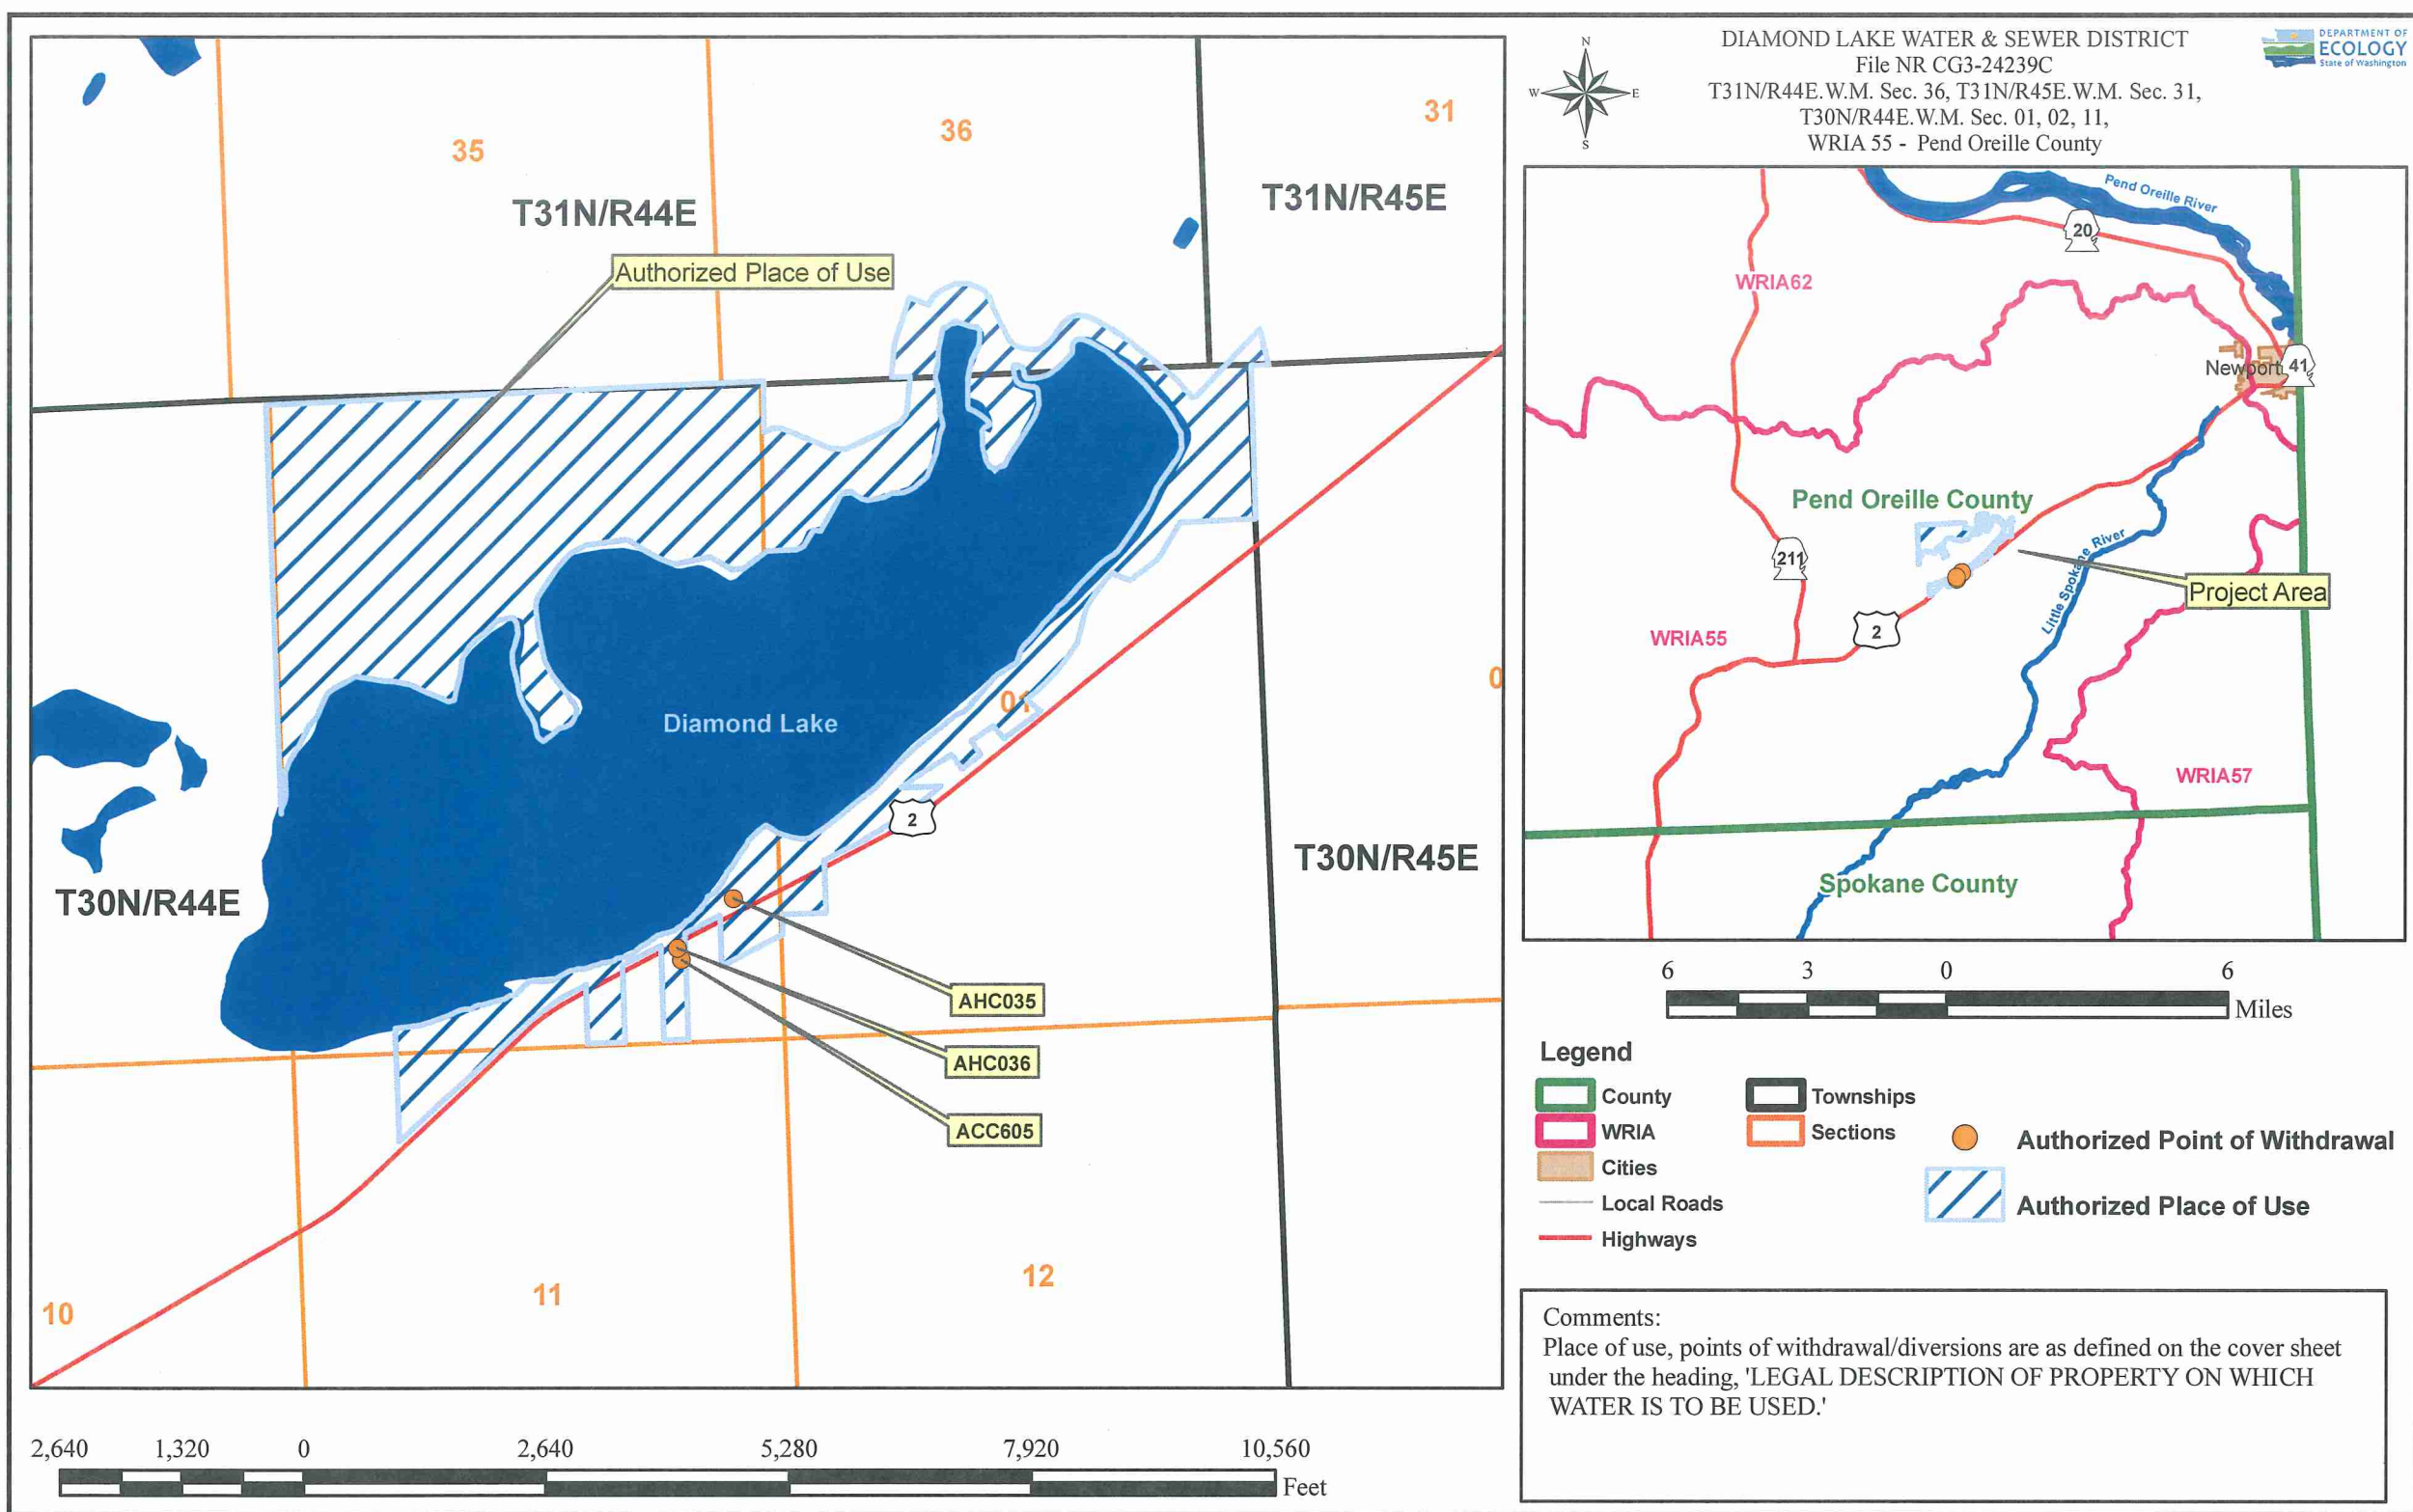 DIAMOND LAKE WATER & SEWER DISTRICT
File NR CG3-24239C
T31N/R44E.W.M. Sec. 36, T31N/R45E.W.M. Sec. 31,
T30N/R44E.W.M. Sec. 01, 02, 11,
WRIA 55 - Pend Oreille County
DEPARTMENT OF
ECOLOGY
State of Washington
N
W
E
S
35
36
31
T31N/R44E
T31N/R45E
Authorized Place of Use
Diamond Lake
01
0
2
T30N/R44E
T30N/R45E
AHC035
AHC036
ACC605
10
11
12
2,640
1,320
0
2,640
5,280
7,920
10,560
Feet
Pend Oreille River
20
WRIA62
Newport
41
Pend Oreille County
211
Little Spokane River
Project Area
2
WRIA55
WRIA57
Spokane County
6
3
0
6
Miles
Legend
County
WRIA
Cities
Local Roads
Highways
Townships
Sections
Authorized Point of Withdrawal
Authorized Place of Use
Comments:
Place of use, points of withdrawal/diversions are as defined on the cover sheet
under the heading, 'LEGAL DESCRIPTION OF PROPERTY ON WHICH
WATER IS TO BE USED.'